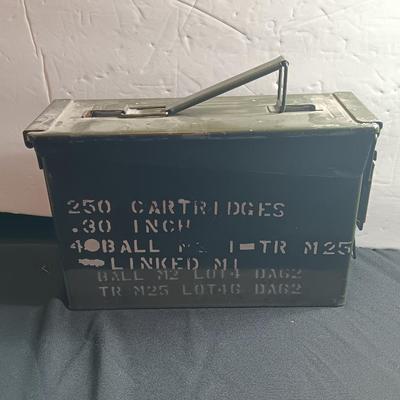 250 CARTRIDGES
.30 INCH
4 BALL M2 1-TR M25
LINKED M1
BALL M2 LOT4 DAG2
TR M25 LOT46 DAG2